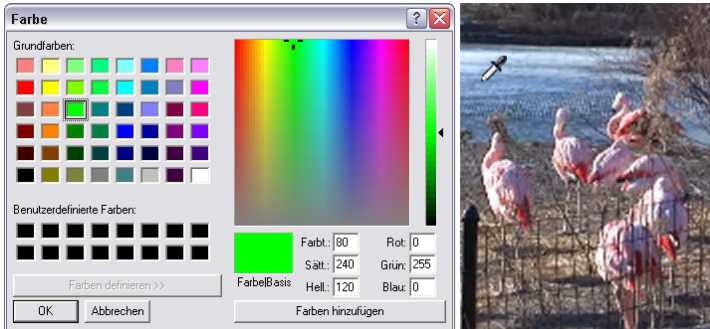 Farbe
Grundfarben:
Benutzerdefinierte Farben:
Farben definieren >>
OK Abbrechen
Farbe|Basis
Farbt.: 80 Rot: 0
Sätt.: 240 Grün: 255
Hell.: 120 Blau: 0
Farben hinzufügen